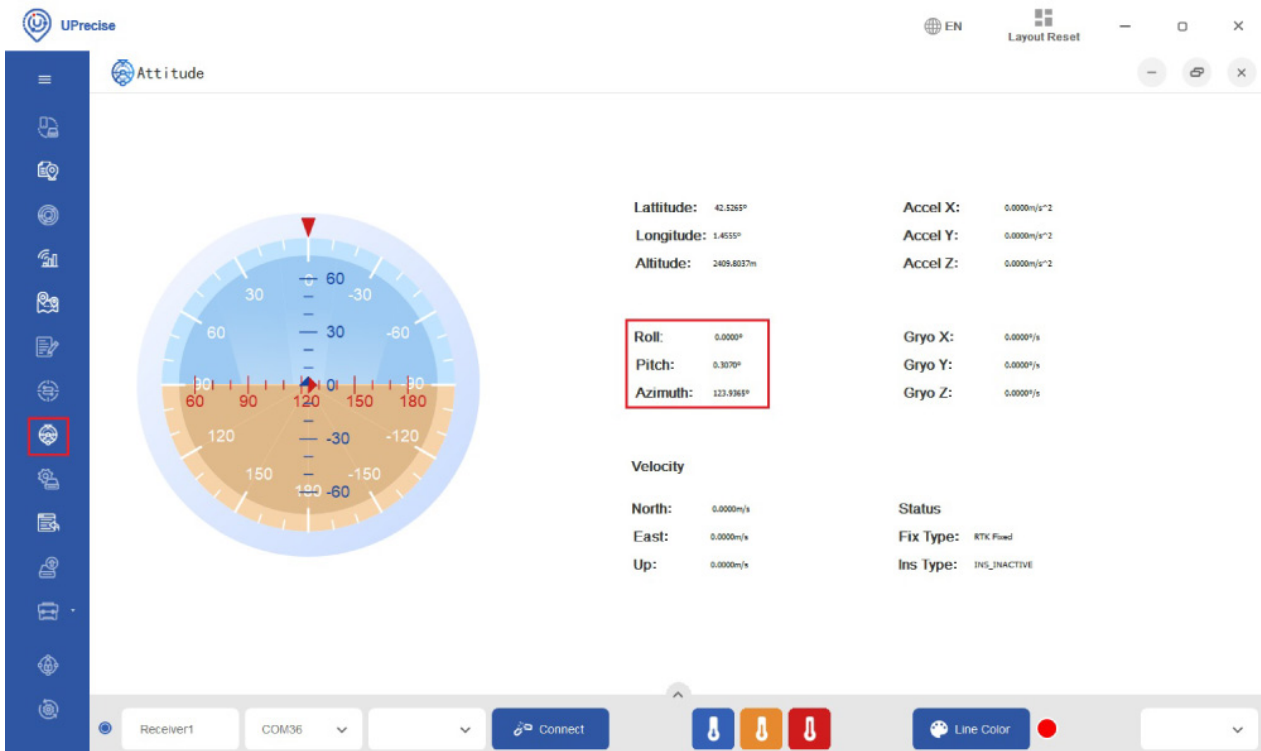 UPrecise
EN
Layout Reset
Attitude
Lattitude: 42.5265°
Longitude: 1.4555°
Altitude: 2409.8037m
Accel X: 0.0000m/s^2
Accel Y: 0.0000m/s^2
Accel Z: 0.0000m/s^2
0 60
30 -30
60 30 -60
90 0 -90
60 90 120 150 180
120 -30 -120
150 -150
180 -60
Roll: 0.0000°
Pitch: 0.3070°
Azimuth: 123.9365°
Gryo X: 0.0000°/s
Gryo Y: 0.0000°/s
Gryo Z: 0.0000°/s
Velocity
North: 0.0000m/s
East: 0.0000m/s
Up: 0.0000m/s
Status
Fix Type: RTK Fixed
Ins Type: INS_INACTIVE
Receiver1
COM36
Connect
Line Color